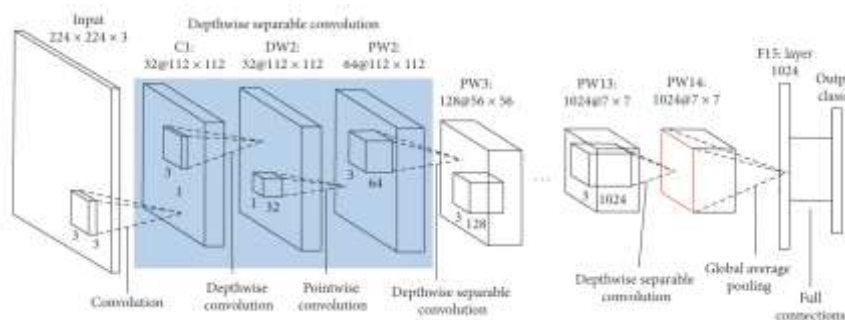 Input
224 × 224 × 3
Depthwise separable convolution
C1:
32@112 × 112
DW2:
32@112 × 112
PW2:
64@112 × 112
PW3:
128@56 × 56
PW13:
1024@7 × 7
PW14:
1024@7 × 7
F15: layer
1024
Outp
classe
3
3
3
1
1
32
3
64
3
128
...
3
1024
Convolution
Depthwise
convolution
Pointwise
convolution
Depthwise separable
convolution
Depthwise separable
convolution
Global average
pooling
Full
connections